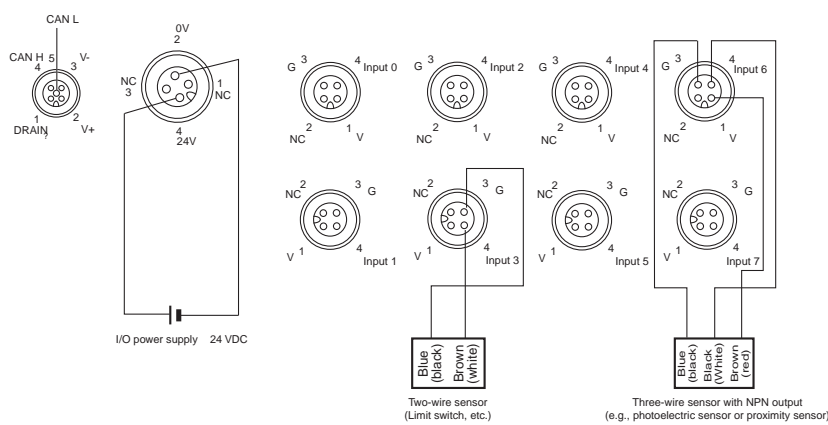 CAN L
CAN H
5
V-
4
3
1
2
DRAIN
?
V+
0V
2
NC
3
1
NC
4
24V
I/O power supply 24 VDC
G 3 4 Input 0
NC 2 1 V
G 3 4 Input 2
NC 2 1 V
G 3 4 Input 4
NC 2 1 V
G 3 4 Input 6
NC 2 1 V
NC 2 3 G
V 1 4 Input 1
NC 2 3 G
V 1 4 Input 3
NC 2 3 G
V 1 4 Input 5
NC 2 3 G
V 1 4 Input 7
Blue
(black)
Brown
(white)
Two-wire sensor
(Limit switch, etc.)
Blue
(black)
Black
(White)
Brown
(red)
Three-wire sensor with NPN output
(e.g., photoelectric sensor or proximity sensor)